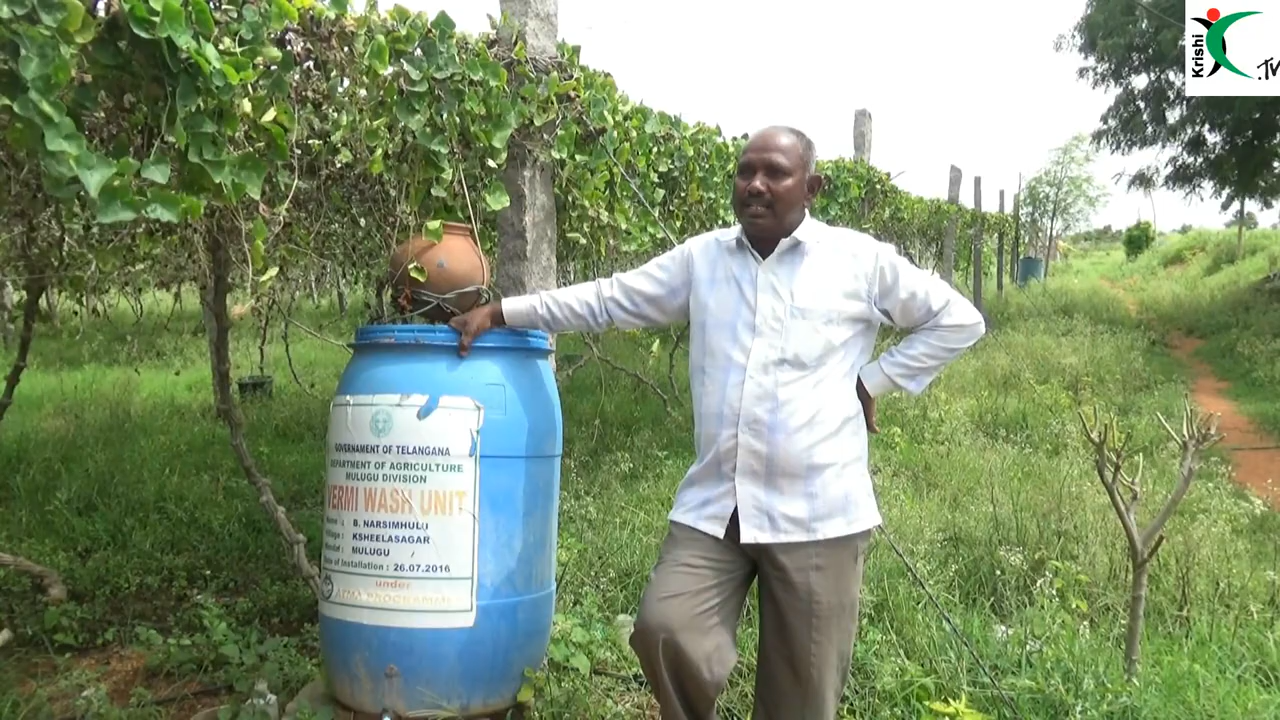 Krishi
.TV
GOVERNAMENT OF TELANGANA
DEPARTMENT OF AGRICULTURE
MULUGU DIVISION
VERMI WASH UNIT
Name : B. NARSIMHULU
Village : KSHEELASAGAR
Mandal : MULUGU
Date of Installation : 26.07.2016
under
ATMA PROGRAMME